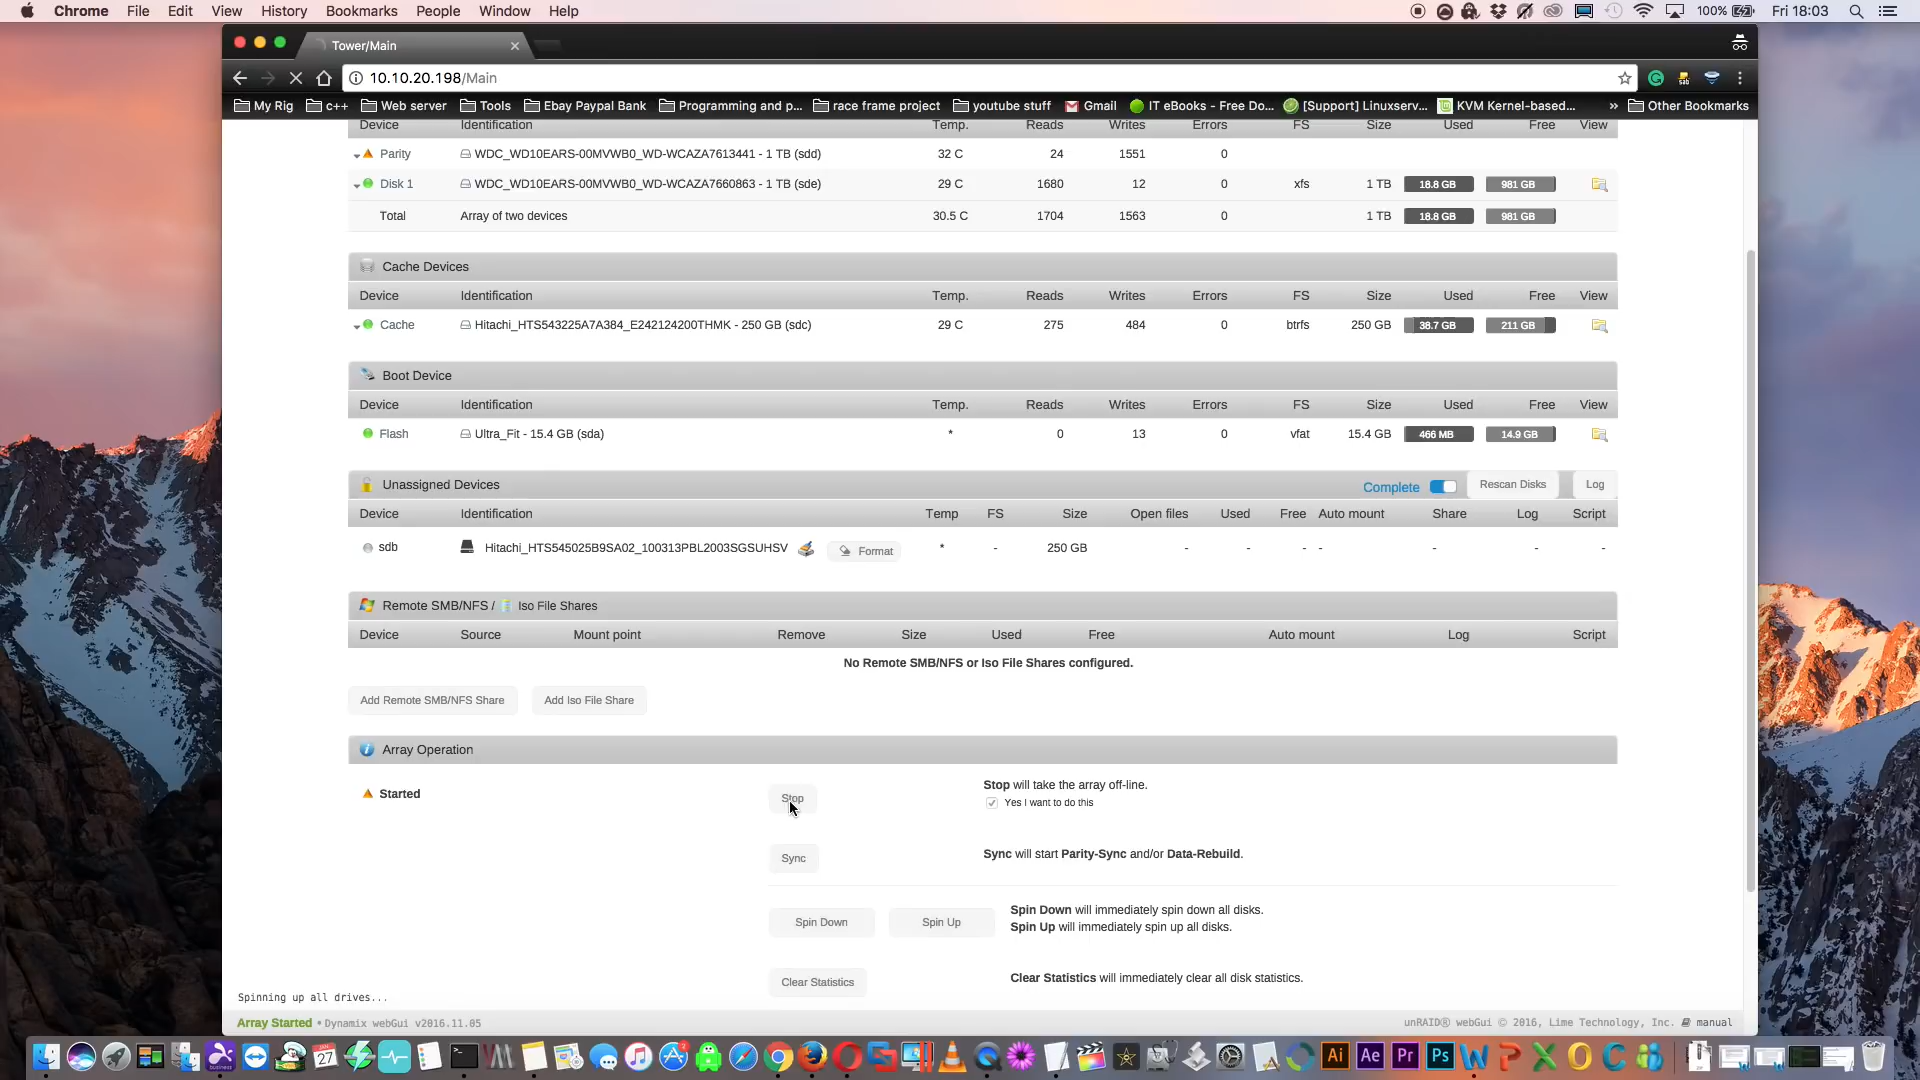 Chrome File Edit View History Bookmarks People Window Help 100% Fri 18:03
Tower/Main
10.10.20.198/Main
My Rig c++ Web server Tools Ebay Paypal Bank Programming and p... race frame project youtube stuff Gmail IT eBooks - Free Do... [Support] Linuxserv... KVM Kernel-based... » Other Bookmarks
Device Identification Temp. Reads Writes Errors FS Size Used Free View
Parity WDC_WD10EARS-00MVWB0_WD-WCAZA7613441 - 1 TB (sdd) 32 C 24 1551 0
Disk 1 WDC_WD10EARS-00MVWB0_WD-WCAZA7660863 - 1 TB (sde) 29 C 1680 12 0 xfs 1 TB 18.8 GB 981 GB
Total Array of two devices 30.5 C 1704 1563 0 1 TB 18.8 GB 981 GB
Cache Devices
Device Identification Temp. Reads Writes Errors FS Size Used Free View
Cache Hitachi_HTS543225A7A384_E242124200THMK - 250 GB (sdc) 29 C 275 484 0 btrfs 250 GB 38.7 GB 211 GB
Boot Device
Device Identification Temp. Reads Writes Errors FS Size Used Free View
Flash Ultra_Fit - 15.4 GB (sda) * 0 13 0 vfat 15.4 GB 466 MB 14.9 GB
Unassigned Devices Complete Rescan Disks Log
Device Identification Temp FS Size Open files Used Free Auto mount Share Log Script
sdb Hitachi_HTS545025B9SA02_100313PBL2003SGSUHSV Format * - 250 GB - - - - - - -
Remote SMB/NFS / Iso File Shares
Device Source Mount point Remove Size Used Free Auto mount Log Script
No Remote SMB/NFS or Iso File Shares configured.
Add Remote SMB/NFS Share Add Iso File Share
Array Operation
Started Stop Stop will take the array off-line.
Yes I want to do this
Sync Sync will start Parity-Sync and/or Data-Rebuild.
Spin Down Spin Up Spin Down will immediately spin down all disks.
Spin Up will immediately spin up all disks.
Clear Statistics Clear Statistics will immediately clear all disk statistics.
Spinning up all drives...
Array Started • Dynamix webGui v2016.11.05 unRAID® webGui © 2016, Lime Technology, Inc. manual
27 Ai Ae Pr Ps